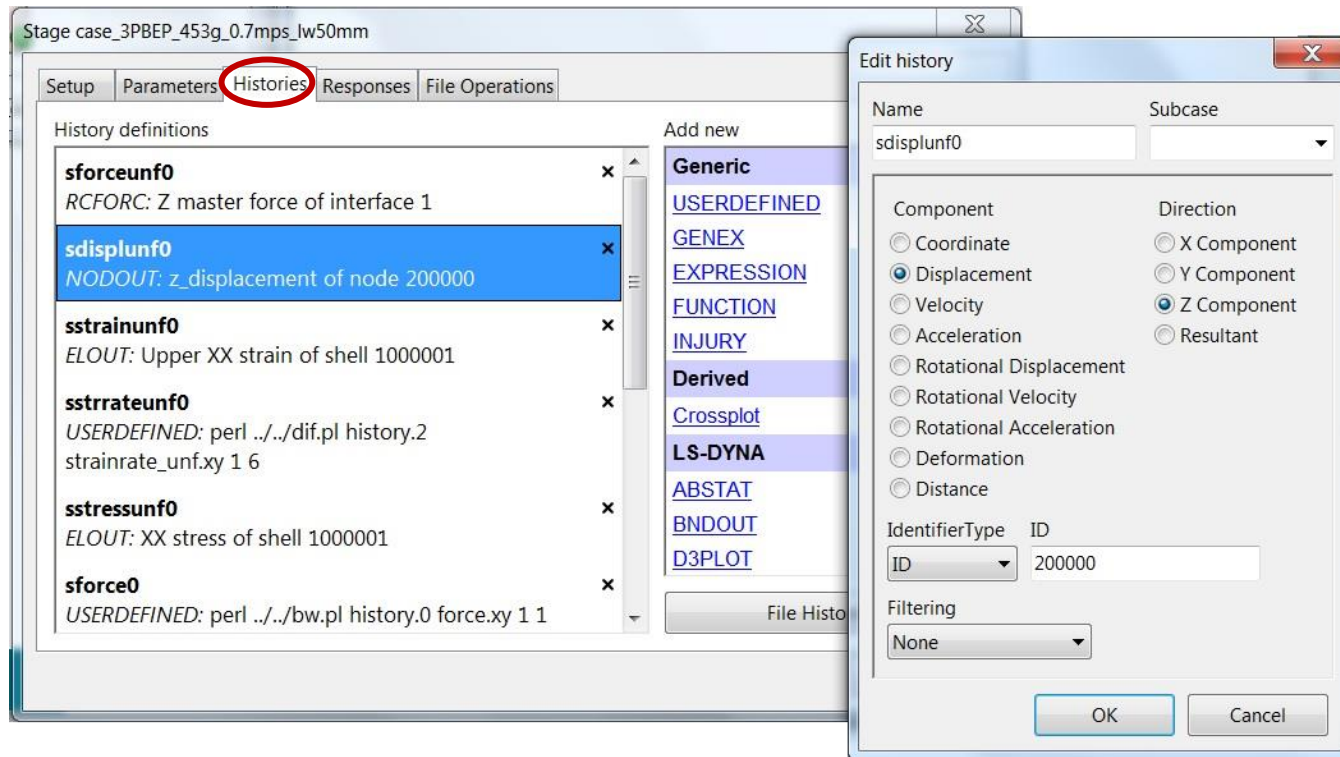 Stage case_3PBEP_453g_0.7mps_lw50mm
Setup Parameters Histories Responses File Operations
History definitions
sforceunf0
RCFORC: Z master force of interface 1
sdisplunf0
NODOUT: z_displacement of node 200000
sstrainunf0
ELOUT: Upper XX strain of shell 1000001
sstrrateunf0
USERDEFINED: perl ../../dif.pl history.2
strainrate_unf.xy 1 6
sstressunf0
ELOUT: XX stress of shell 1000001
sforce0
USERDEFINED: perl ../../bw.pl history.0 force.xy 1 1
Add new
Generic
USERDEFINED
GENEX
EXPRESSION
FUNCTION
INJURY
Derived
Crossplot
LS-DYNA
ABSTAT
BNDOUT
D3PLOT
File Histo
Edit history
Name Subcase
sdisplunf0
Component Direction
Coordinate X Component
Displacement Y Component
Velocity Z Component
Acceleration Resultant
Rotational Displacement
Rotational Velocity
Rotational Acceleration
Deformation
Distance
IdentifierType ID
ID 200000
Filtering
None
OK Cancel